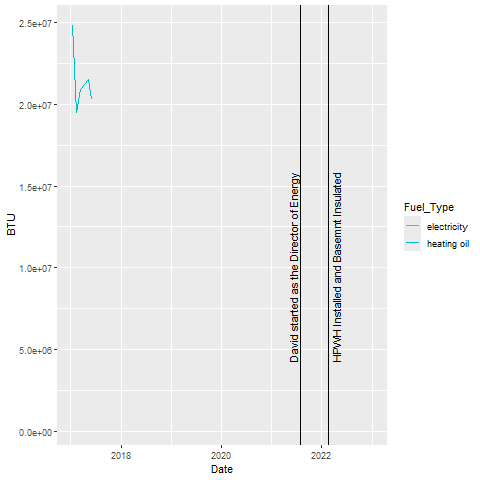 2.5e+07
2.0e+07
1.5e+07
1.0e+07
5.0e+06
0.0e+00
BTU
David started as the Director of Energy
HPWH Installed and Basemnt Insulated
2018
2020
2022
Date
Fuel_Type
electricity
heating oil